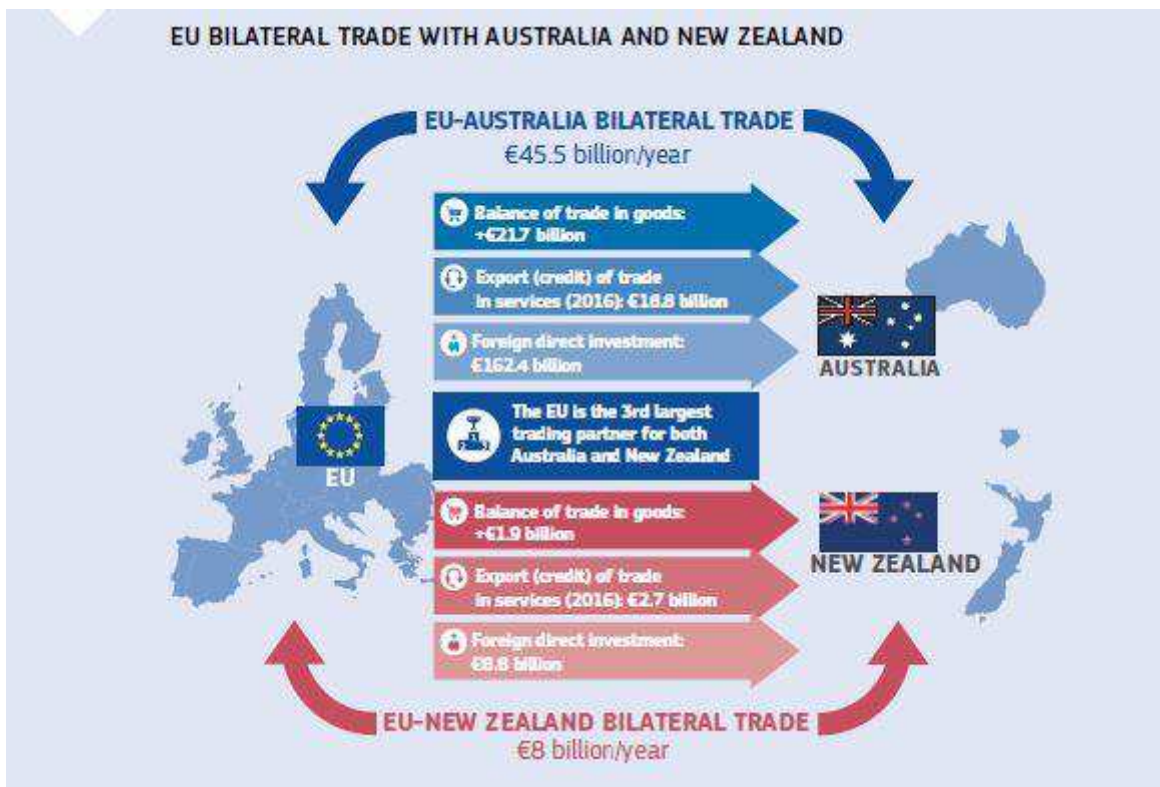 EU BILATERAL TRADE WITH AUSTRALIA AND NEW ZEALAND
EU-AUSTRALIA BILATERAL TRADE
€45.5 billion/year
Balance of trade in goods:
+€21.7 billion
Export (credit) of trade
in services (2016): €18.8 billion
Foreign direct investment:
€162.4 billion
AUSTRALIA
The EU is the 3rd largest
trading partner for both
Australia and New Zealand
EU
Balance of trade in goods:
+€1.9 billion
NEW ZEALAND
Export (credit) of trade
in services (2016): €2.7 billion
Foreign direct investment:
€8.8 billion
EU-NEW ZEALAND BILATERAL TRADE
€8 billion/year